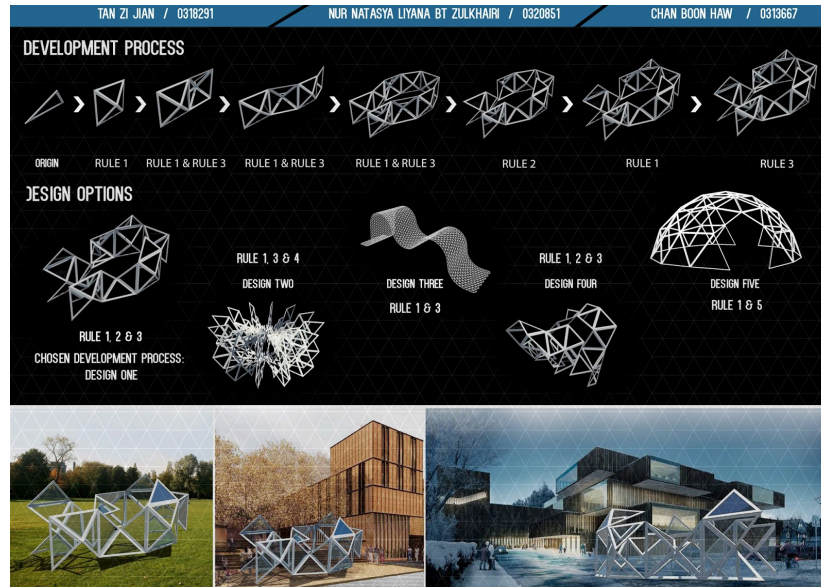 TAN ZI JIAN / 0318291
NUR NATASYA LIYANA BT ZULKHAIRI / 0320851
CHAN BOON HAW / 0313667
DEVELOPMENT PROCESS
ORIGIN
RULE 1
RULE 1 & RULE 3
RULE 1 & RULE 3
RULE 1 & RULE 3
RULE 2
RULE 1
RULE 3
DESIGN OPTIONS
RULE 1, 2 & 3
CHOSEN DEVELOPMENT PROCESS:
DESIGN ONE
RULE 1, 3 & 4
DESIGN TWO
DESIGN THREE
RULE 1 & 3
RULE 1, 2 & 3
DESIGN FOUR
DESIGN FIVE
RULE 1 & 5